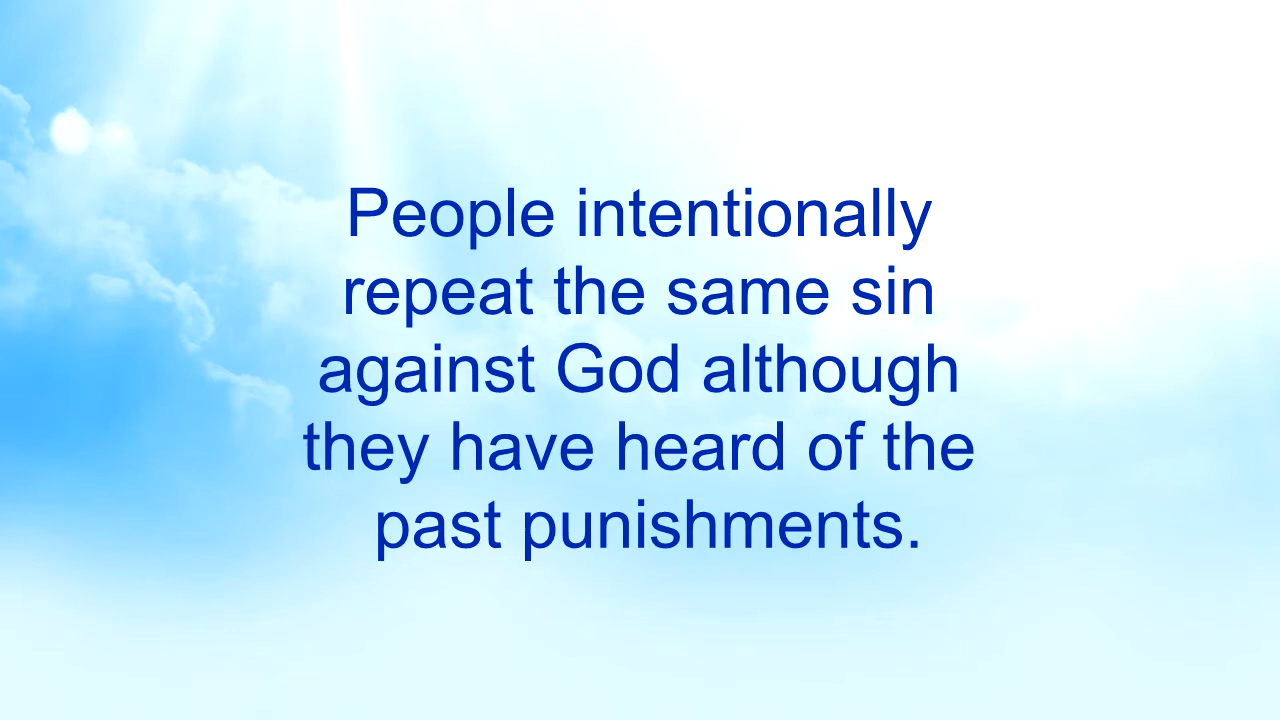 People intentionally
repeat the same sin
against God although
they have heard of the
past punishments.